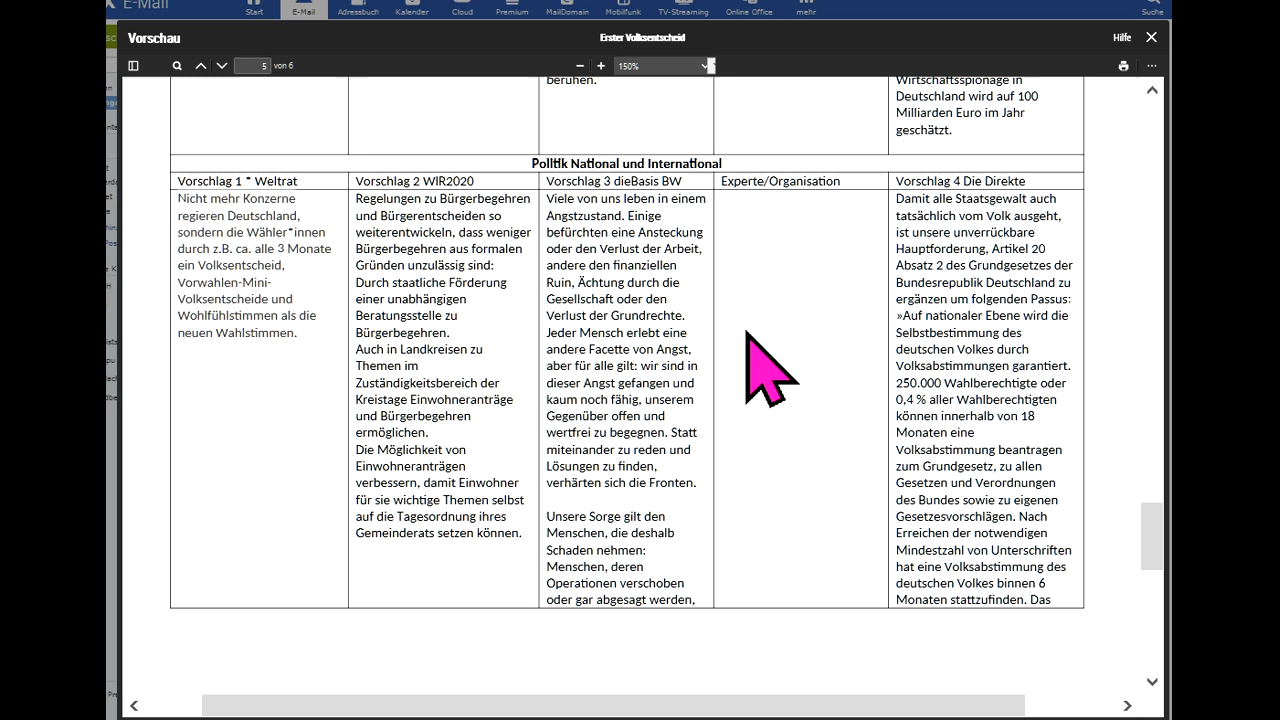 E-Mail
Start E-Mail Adressbuch Kalender Cloud Premium MailDomain Mobilfunk TV-Streaming Online Office mehr Suche
Vorschau Erster Volksentscheid Hilfe
5 von 6 150%
beruhen.
Wirtschaftsspionage in
Deutschland wird auf 100
Milliarden Euro im Jahr
geschätzt.
Politik National und International
Vorschlag 1 * Weltrat
Nicht mehr Konzerne
regieren Deutschland,
sondern die Wähler*innen
durch z.B. ca. alle 3 Monate
ein Volksentscheid,
Vorwahlen-Mini-
Volksentscheide und
Wohlfühlstimmen als die
neuen Wahlstimmen.
Vorschlag 2 WIR2020
Regelungen zu Bürgerbegehren
und Bürgerentscheiden so
weiterentwickeln, dass weniger
Bürgerbegehren aus formalen
Gründen unzulässig sind:
Durch staatliche Förderung
einer unabhängigen
Beratungsstelle zu
Bürgerbegehren.
Auch in Landkreisen zu
Themen im
Zuständigkeitsbereich der
Kreistage Einwohneranträge
und Bürgerbegehren
ermöglichen.
Die Möglichkeit von
Einwohneranträgen
verbessern, damit Einwohner
für sie wichtige Themen selbst
auf die Tagesordnung ihres
Gemeinderats setzen können.
Vorschlag 3 dieBasis BW
Viele von uns leben in einem
Angstzustand. Einige
befürchten eine Ansteckung
oder den Verlust der Arbeit,
andere den finanziellen
Ruin, Ächtung durch die
Gesellschaft oder den
Verlust der Grundrechte.
Jeder Mensch erlebt eine
andere Facette von Angst,
aber für alle gilt: wir sind in
dieser Angst gefangen und
kaum noch fähig, unserem
Gegenüber offen und
wertfrei zu begegnen. Statt
miteinander zu reden und
Lösungen zu finden,
verhärten sich die Fronten.
Unsere Sorge gilt den
Menschen, die deshalb
Schaden nehmen:
Menschen, deren
Operationen verschoben
oder gar abgesagt werden,
Experte/Organisation
Vorschlag 4 Die Direkte
Damit alle Staatsgewalt auch
tatsächlich vom Volk ausgeht,
ist unsere unverrückbare
Hauptforderung, Artikel 20
Absatz 2 des Grundgesetzes der
Bundesrepublik Deutschland zu
ergänzen um folgenden Passus:
»Auf nationaler Ebene wird die
Selbstbestimmung des
deutschen Volkes durch
Volksabstimmungen garantiert.
250.000 Wahlberechtigte oder
0,4 % aller Wahlberechtigten
können innerhalb von 18
Monaten eine
Volksabstimmung beantragen
zum Grundgesetz, zu allen
Gesetzen und Verordnungen
des Bundes sowie zu eigenen
Gesetzesvorschlägen. Nach
Erreichen der notwendigen
Mindestzahl von Unterschriften
hat eine Volksabstimmung des
deutschen Volkes binnen 6
Monaten stattzufinden. Das